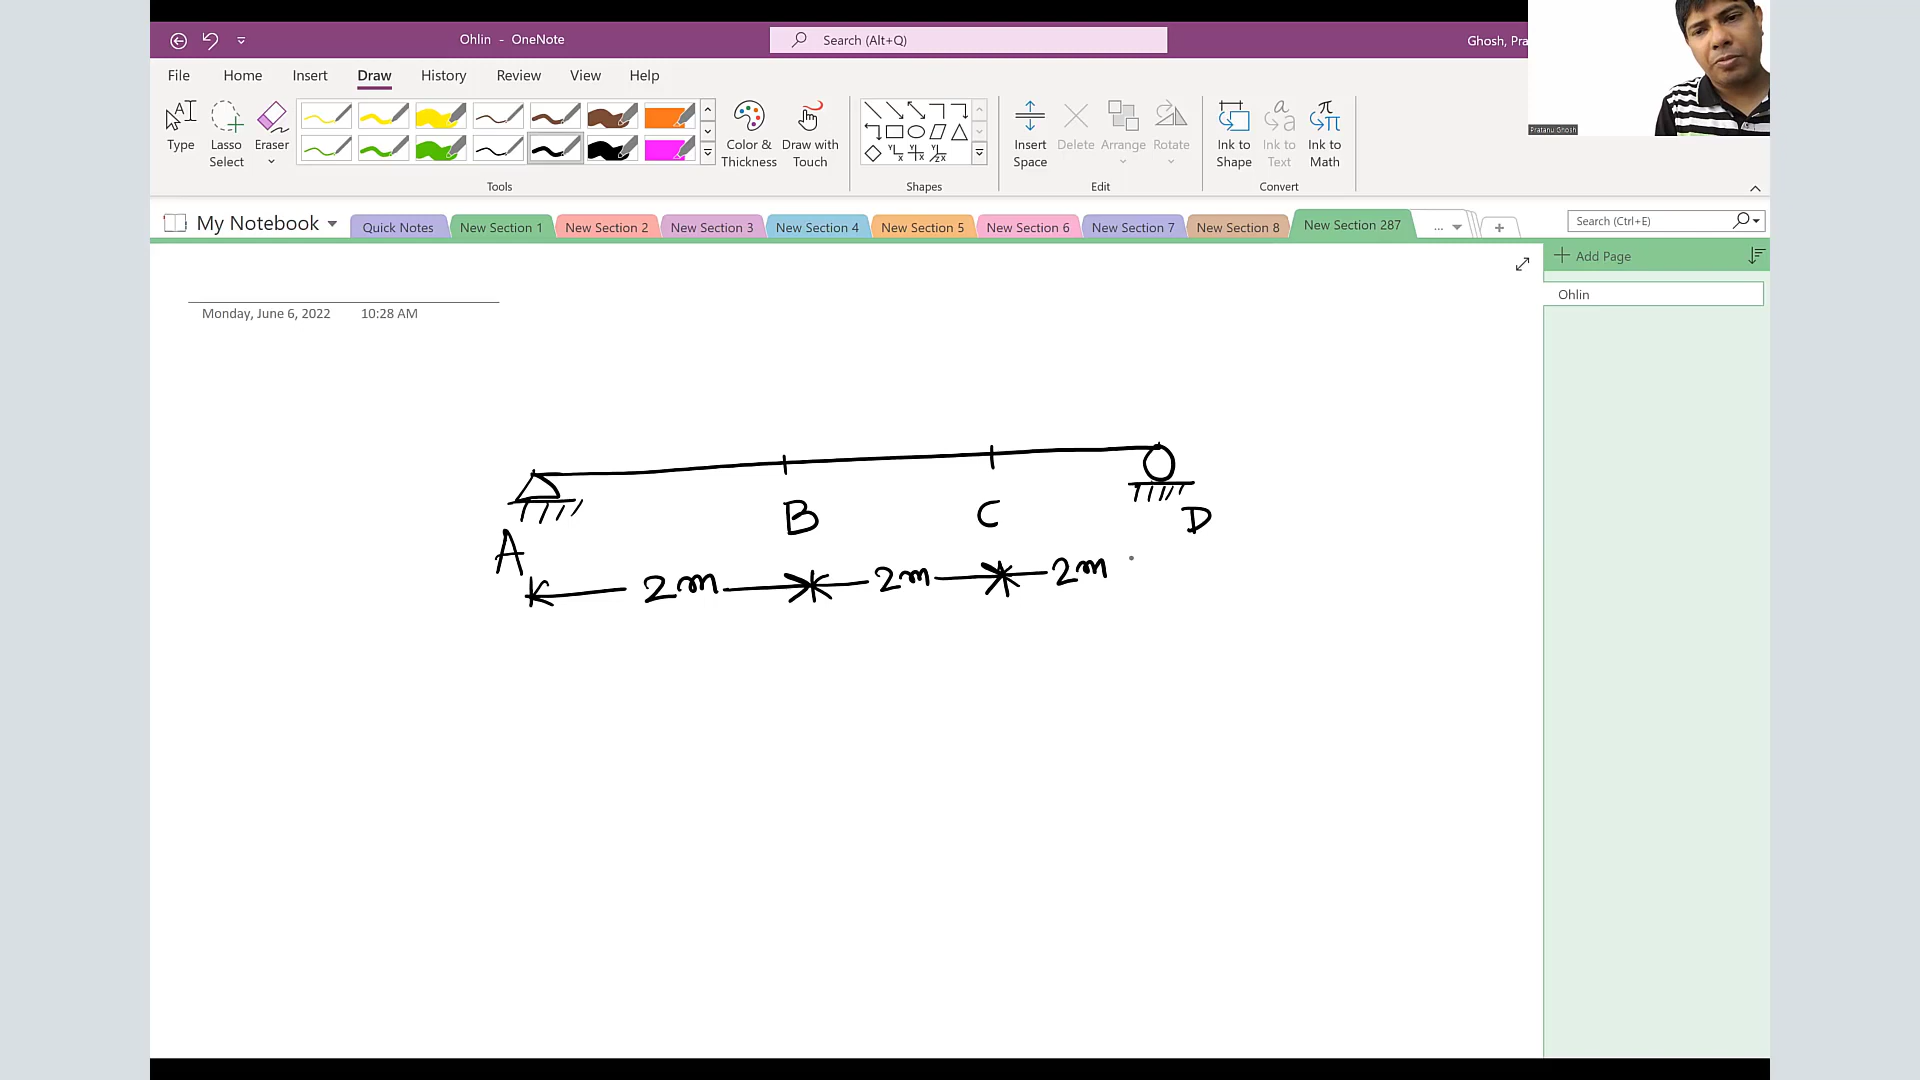 Ohlin - OneNote
Search (Alt+Q)
Ghosh, Pra
Pratanu Ghosh
File Home Insert Draw History Review View Help
Type
Lasso Select
Eraser
Color & Thickness
Draw with Touch
Insert Space
Delete
Arrange
Rotate
Ink to Shape
Ink to Text
Ink to Math
Tools
Shapes
Edit
Convert
My Notebook
Quick Notes
New Section 1
New Section 2
New Section 3
New Section 4
New Section 5
New Section 6
New Section 7
New Section 8
New Section 287
...
Search (Ctrl+E)
Add Page
Ohlin
Monday, June 6, 2022 10:28 AM
A B C D
2m 2m 2m